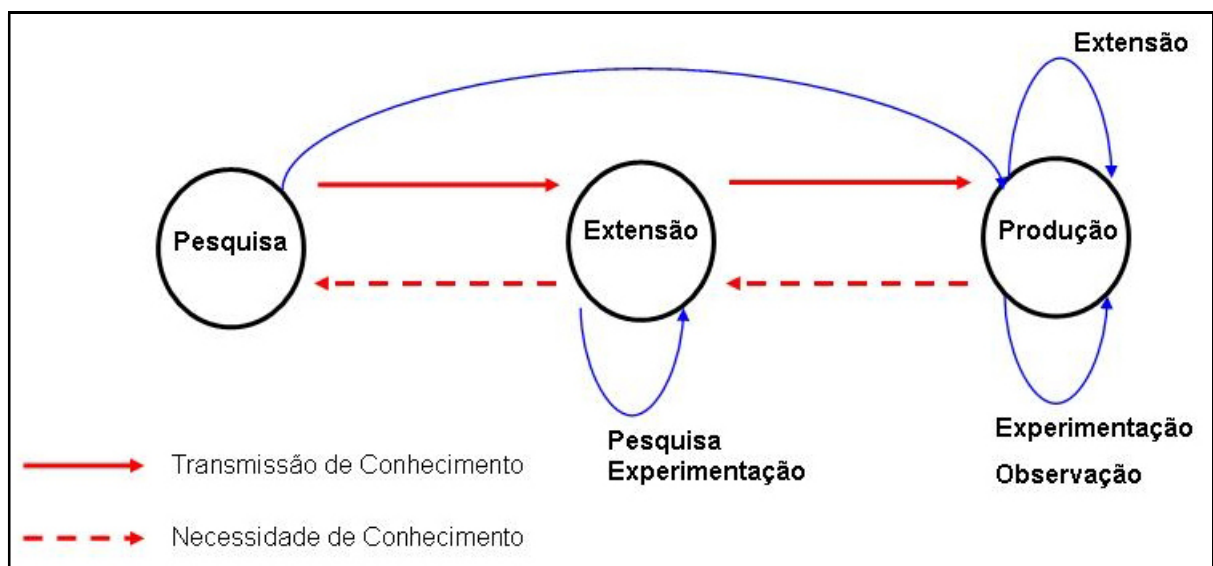 Extensão
Pesquisa
Extensão
Produção
Pesquisa
Experimentação
Experimentação
Observação
Transmissão de Conhecimento
Necessidade de Conhecimento